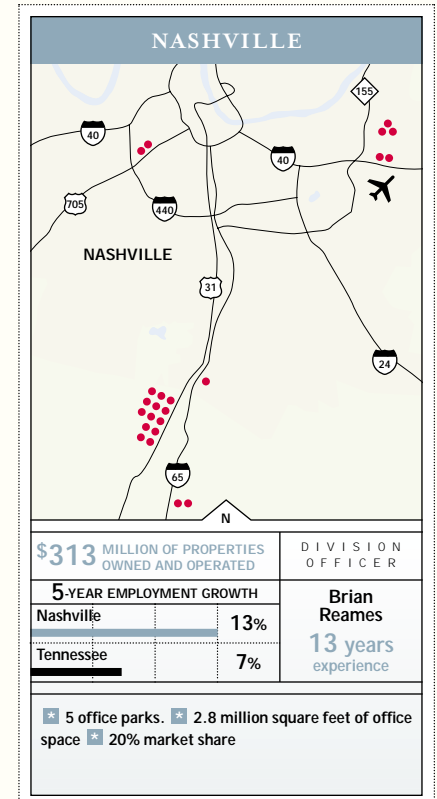 NASHVILLE
155
40
40
705
440
NASHVILLE
31
24
65
N
$313 MILLION OF PROPERTIES
OWNED AND OPERATED
DIVISION
OFFICER
5-YEAR EMPLOYMENT GROWTH
Nashville
13%
Tennessee
7%
Brian
Reames
13 years
experience
* 5 office parks. * 2.8 million square feet of office
space * 20% market share